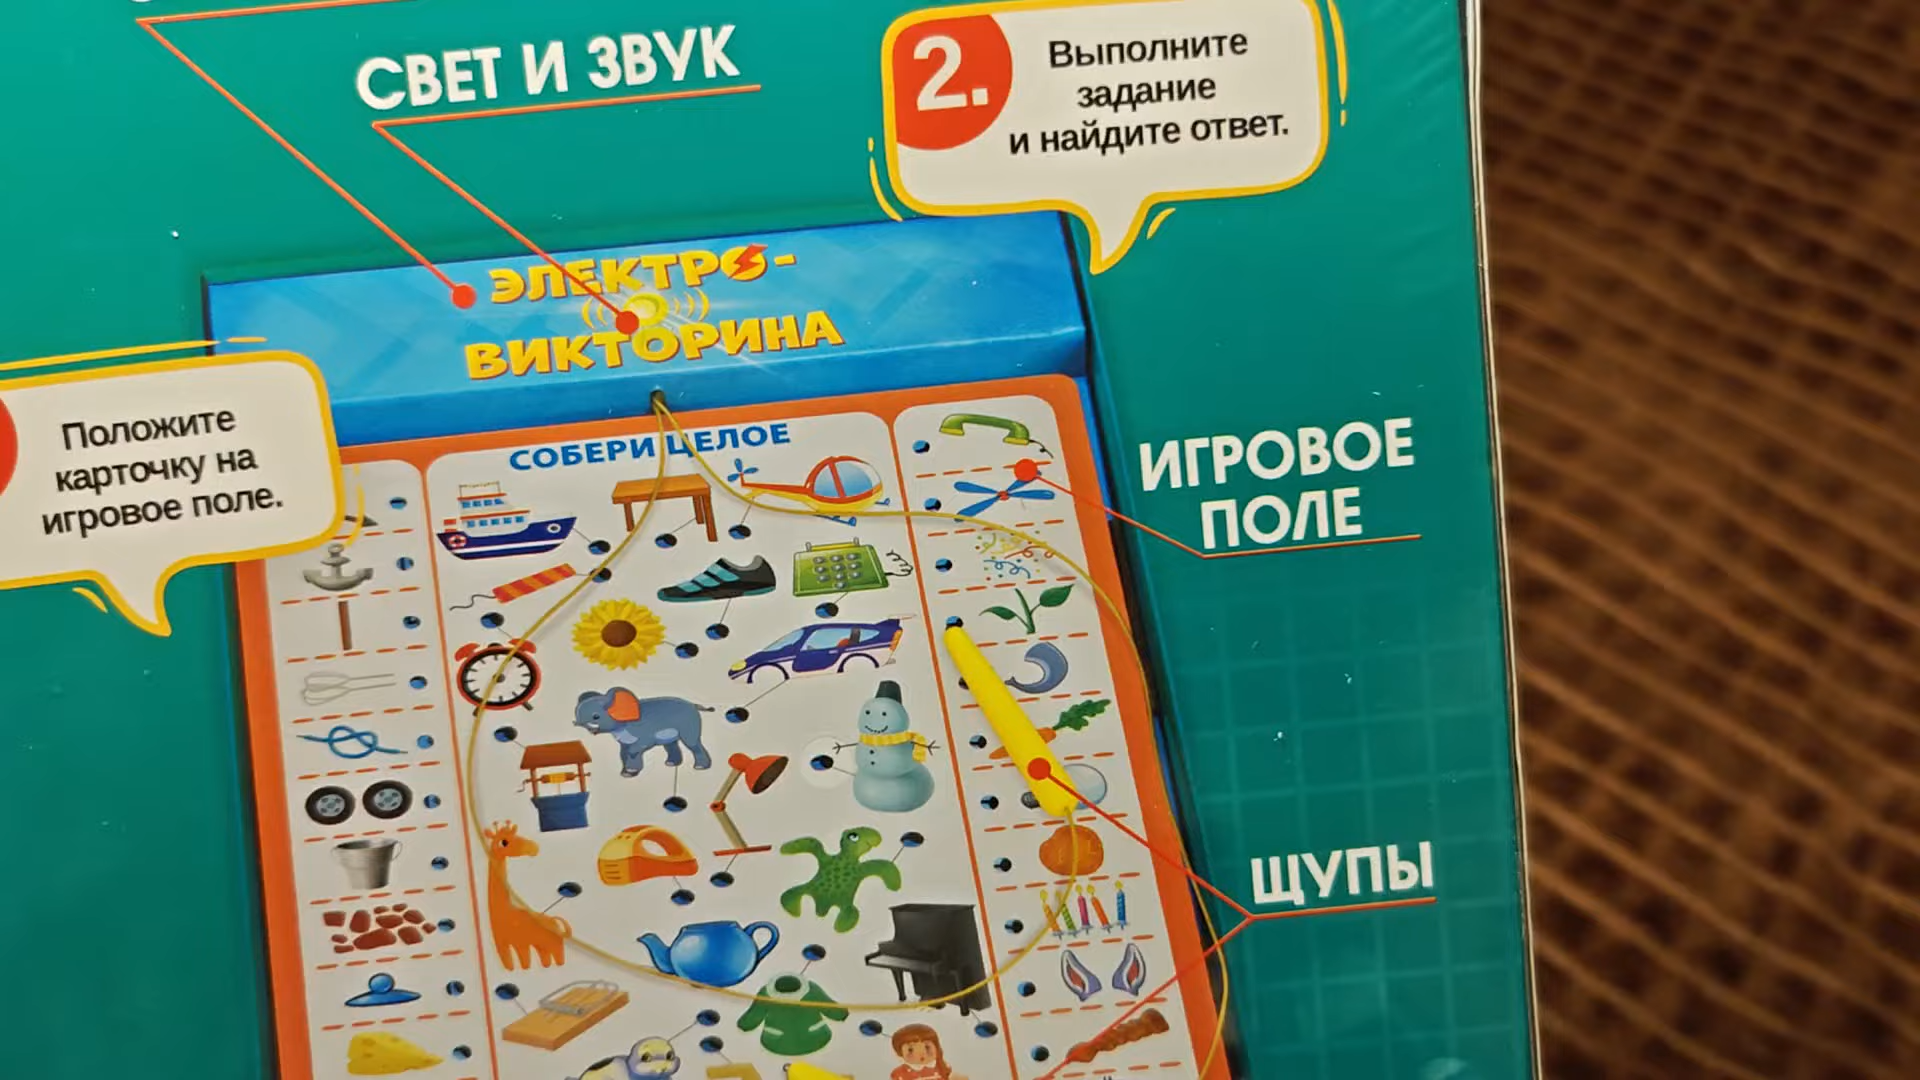 СВЕТ И ЗВУК
2.
Выполните
задание
и найдите ответ.
ЭЛЕКТРО-
ВИКТОРИНА
Положите
карточку на
игровое поле.
СОБЕРИ ЦЕЛОЕ
ИГРОВОЕ
ПОЛЕ
ЩУПЫ